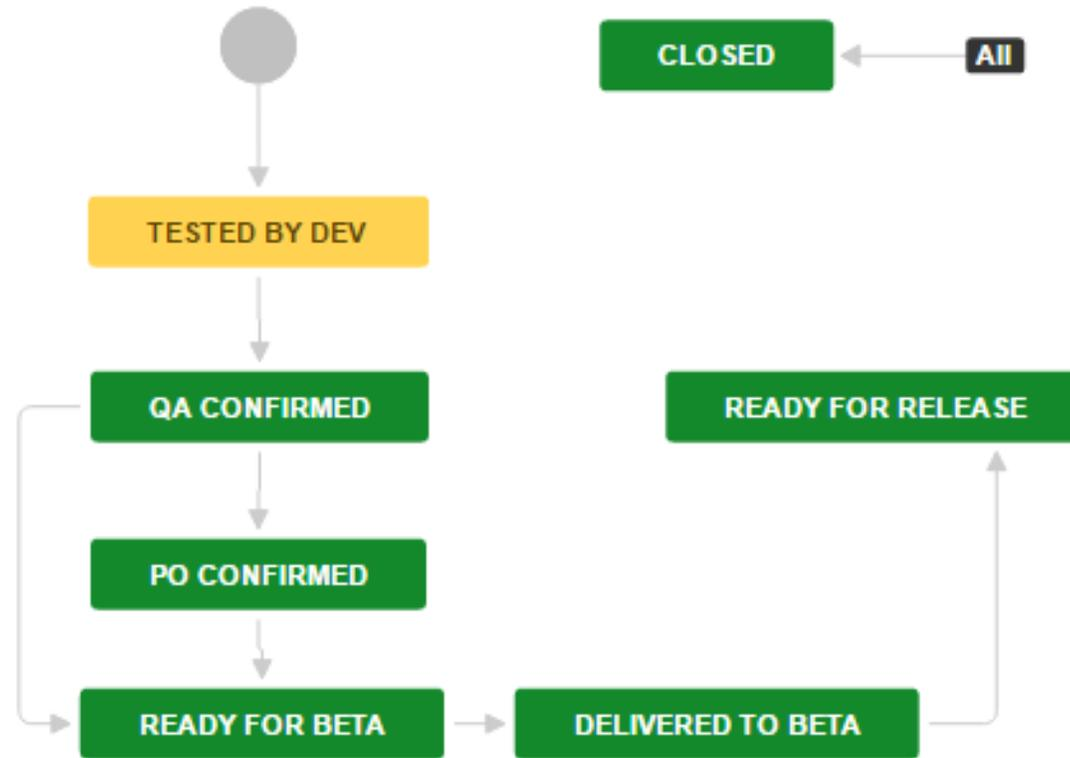 CLOSED
All
TESTED BY DEV
QA CONFIRMED
READY FOR RELEASE
PO CONFIRMED
READY FOR BETA
DELIVERED TO BETA